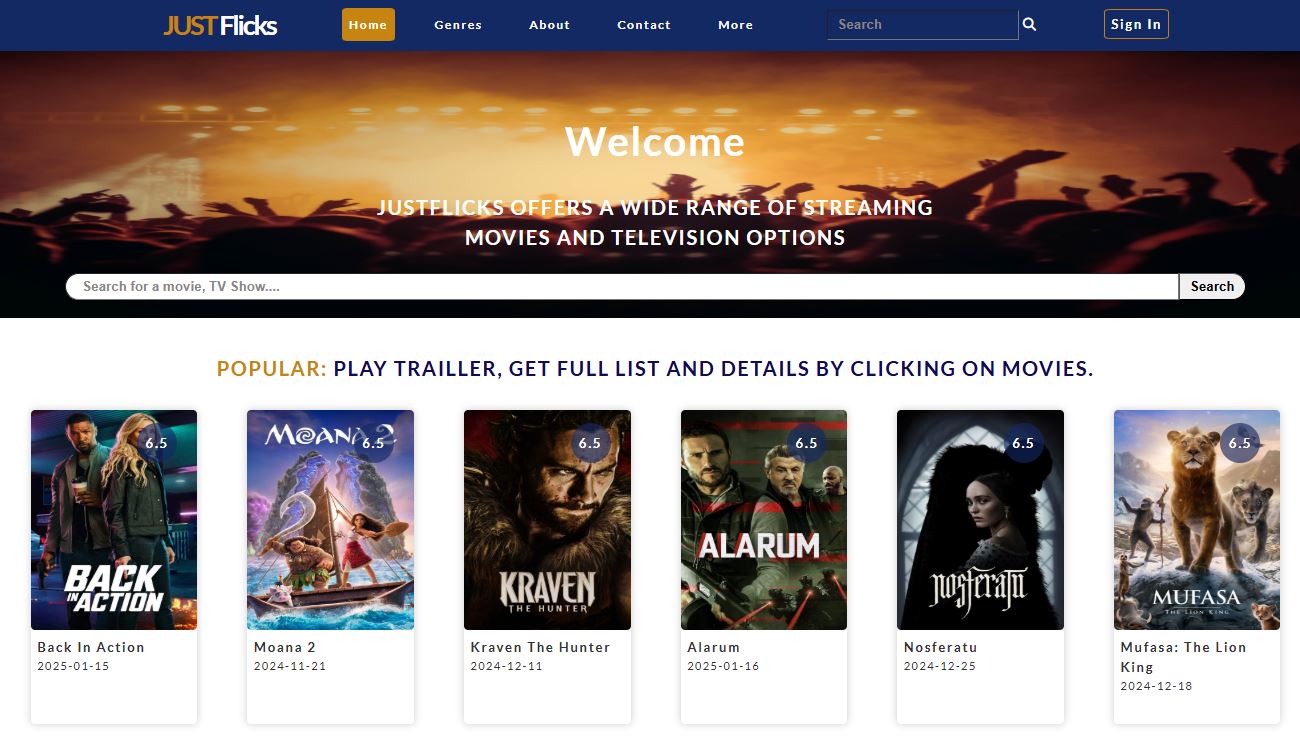 JUST Flicks
Home Genres About Contact More
Search
Sign In
Welcome
JUSTFLICKS OFFERS A WIDE RANGE OF STREAMING
MOVIES AND TELEVISION OPTIONS
Search for a movie, TV Show.... Search
POPULAR: PLAY TRAILLER, GET FULL LIST AND DETAILS BY CLICKING ON MOVIES.
6.5
BACK
IN ACTION
Back In Action
2025-01-15
MOANA 2
6.5
Moana 2
2024-11-21
6.5
KRAVEN
THE HUNTER
Kraven The Hunter
2024-12-11
6.5
ALARUM
Alarum
2025-01-16
6.5
nosferatu
Nosferatu
2024-12-25
6.5
MUFASA
THE LION KING
Mufasa: The Lion
King
2024-12-18